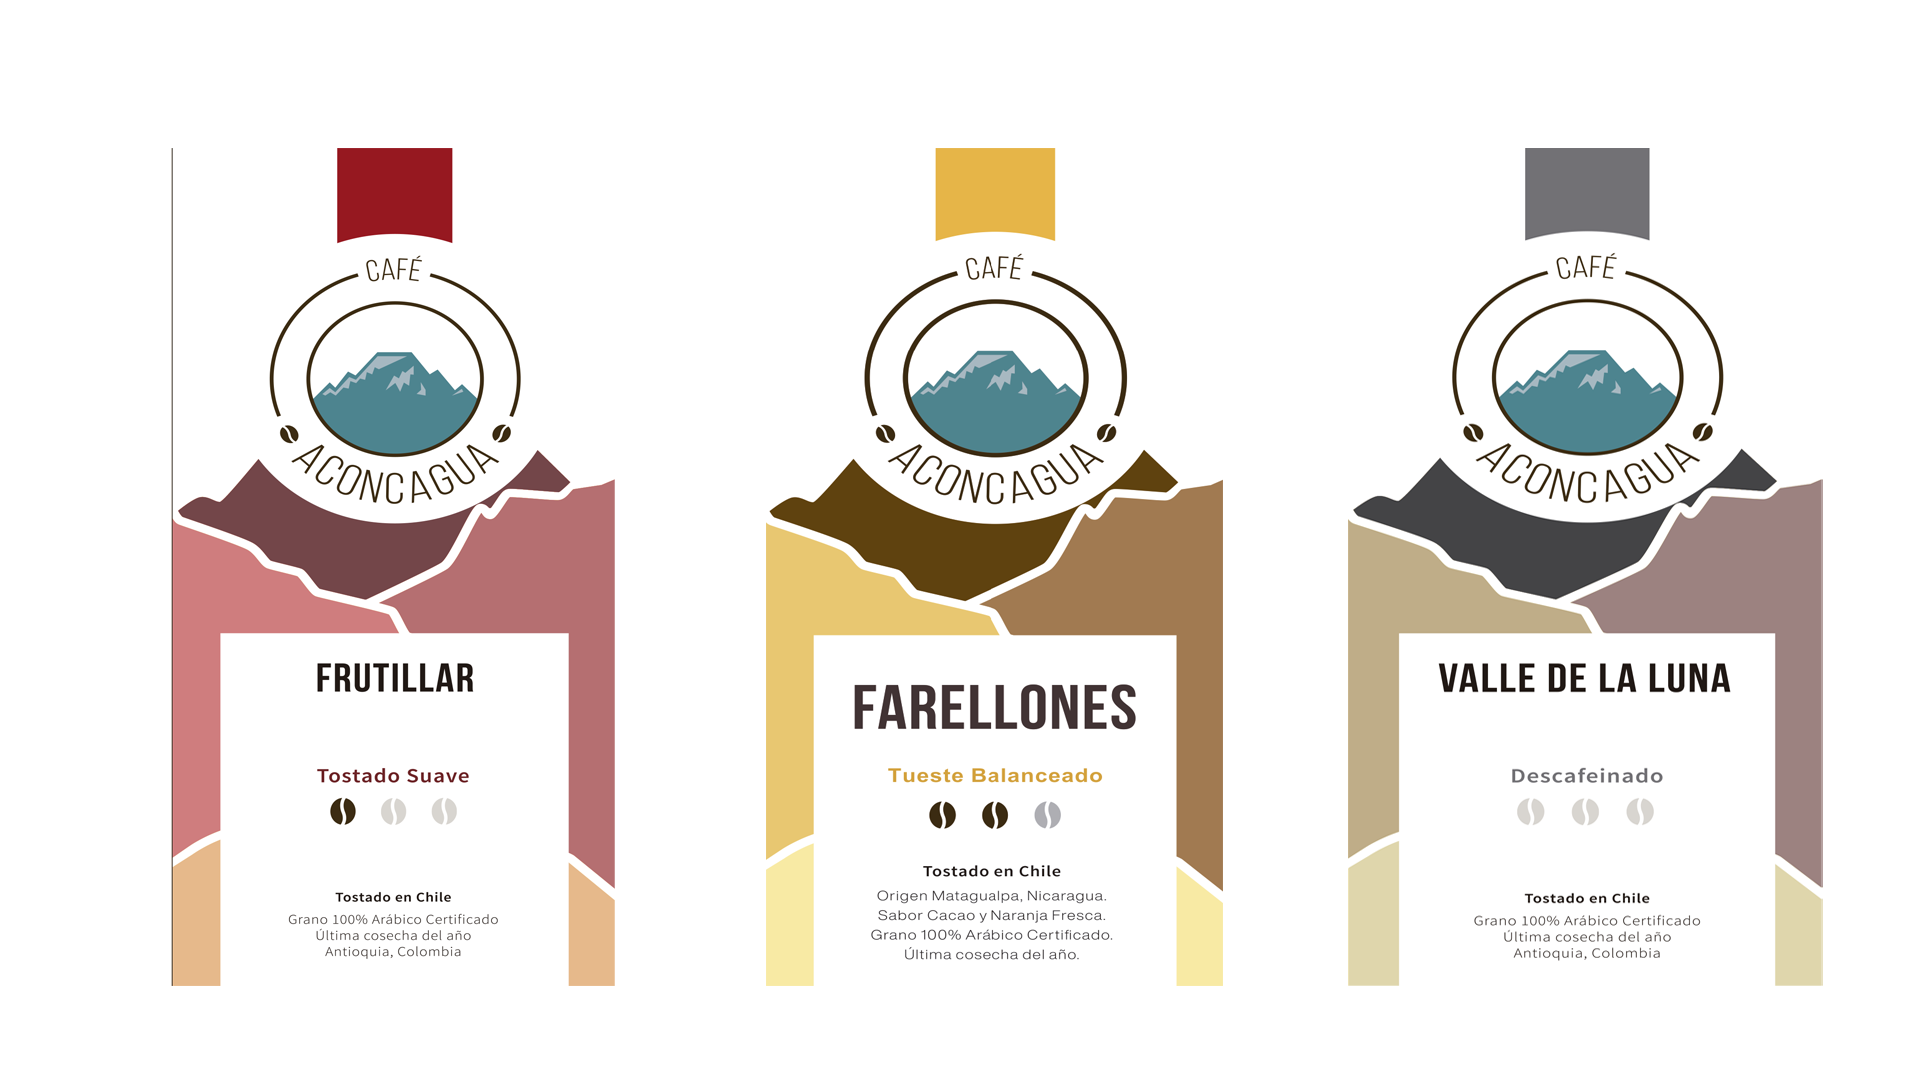 CAFÉ
ACONCAGUA
FRUTILLAR
Tostado Suave
Tostado en Chile
Grano 100% Arábico Certificado
Última cosecha del año
Antioquia, Colombia
CAFÉ
ACONCAGUA
FARELLONES
Tueste Balanceado
Tostado en Chile
Origen Matagualpa, Nicaragua.
Sabor Cacao y Naranja Fresca.
Grano 100% Arábico Certificado.
Última cosecha del año.
CAFÉ
ACONCAGUA
VALLE DE LA LUNA
Descafeinado
Tostado en Chile
Grano 100% Arábico Certificado
Última cosecha del año
Antioquia, Colombia